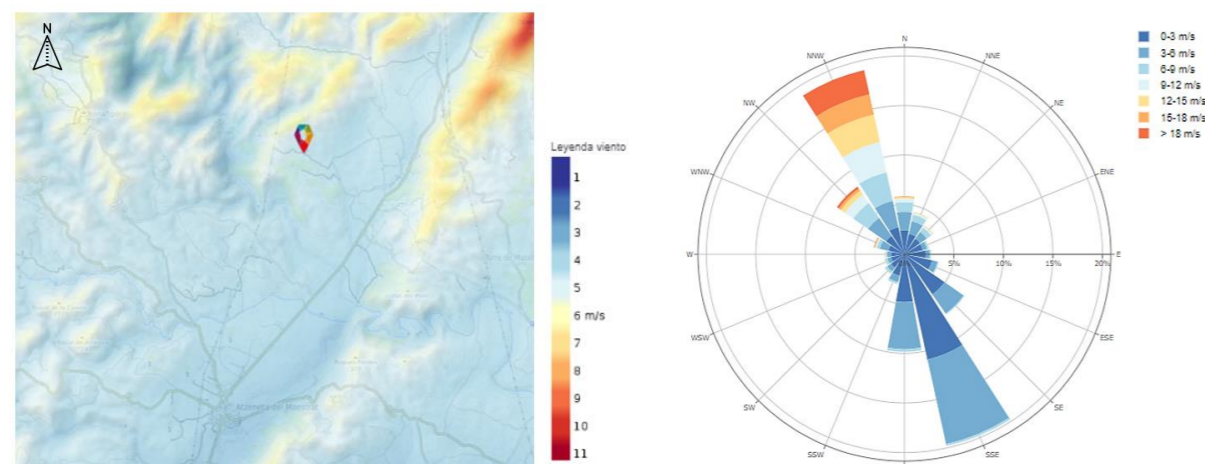 N
Leyenda viento
1
2
3
4
5
6 m/s
7
8
9
10
11
N
NNE
NE
ENE
E
ESE
SE
SSE
SSW
SW
WSW
W
WNW
NW
NNW
5%
10%
15%
20%
0-3 m/s
3-6 m/s
6-9 m/s
9-12 m/s
12-15 m/s
15-18 m/s
> 18 m/s